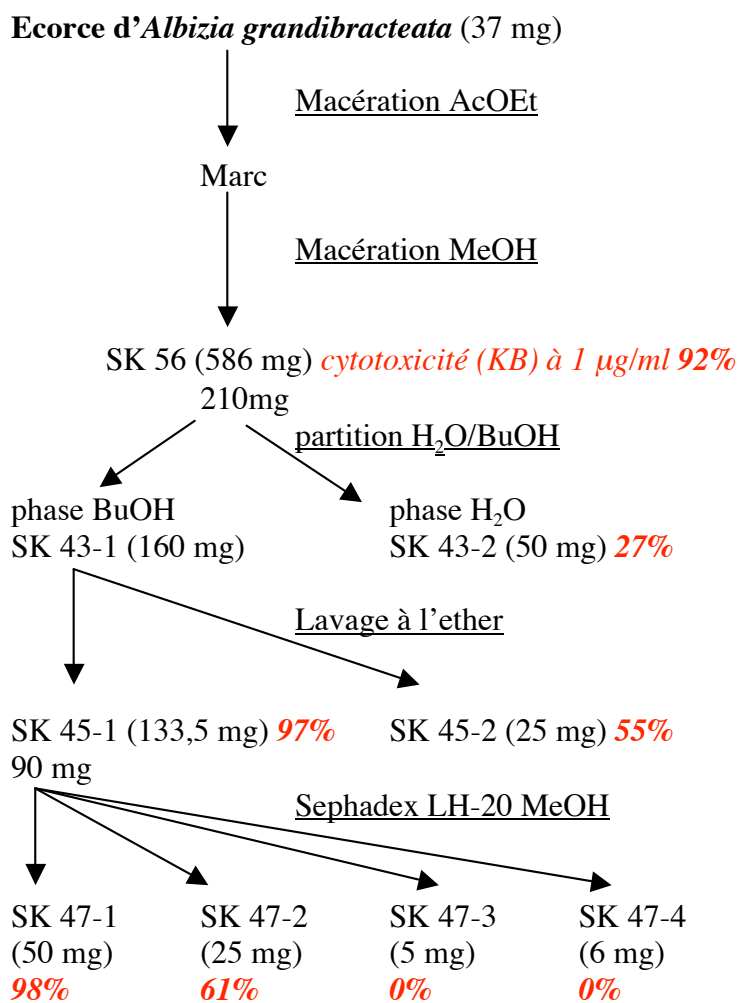 Ecorce d'Albizia grandibracteata (37 mg)
Macération AcOEt
Marc
Macération MeOH
SK 56 (586 mg) cytotoxicité (KB) à 1 µg/ml 92%
210mg
partition H₂O/BuOH
phase BuOH phase H₂O
SK 43-1 (160 mg) SK 43-2 (50 mg) 27%
Lavage à l'ether
SK 45-1 (133,5 mg) 97% SK 45-2 (25 mg) 55%
90 mg
Sephadex LH-20 MeOH
SK 47-1 SK 47-2 SK 47-3 SK 47-4
(50 mg) (25 mg) (5 mg) (6 mg)
98% 61% 0% 0%